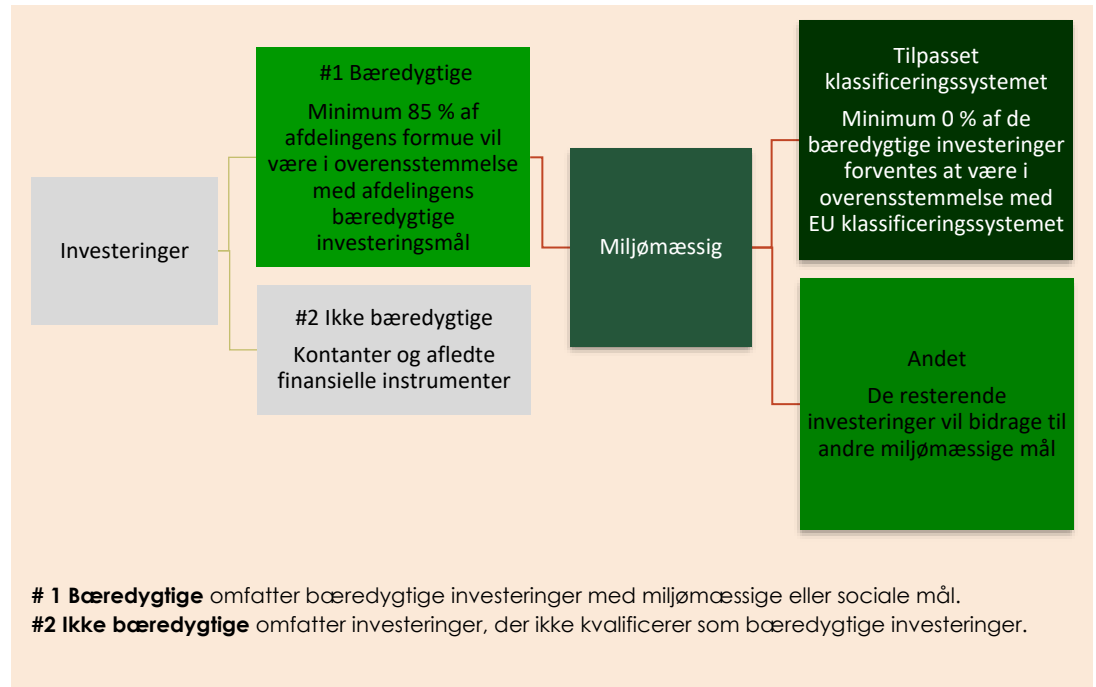 Investeringer
#1 Bæredygtige
Minimum 85 % af
afdelingens formue vil
være i overensstemmelse
med afdelingens
bæredygtige
investeringsmål
#2 Ikke bæredygtige
Kontanter og afledte
finansielle instrumenter
Miljømæssig
Tilpasset
klassificeringssystemet
Minimum 0 % af de
bæredygtige investeringer
forventes at være i
overensstemmelse med
EU klassificeringssystemet
Andet
De resterende
investeringer vil bidrage til
andre miljømæssige mål
# 1 Bæredygtige omfatter bæredygtige investeringer med miljømæssige eller sociale mål.
#2 Ikke bæredygtige omfatter investeringer, der ikke kvalificerer som bæredygtige investeringer.